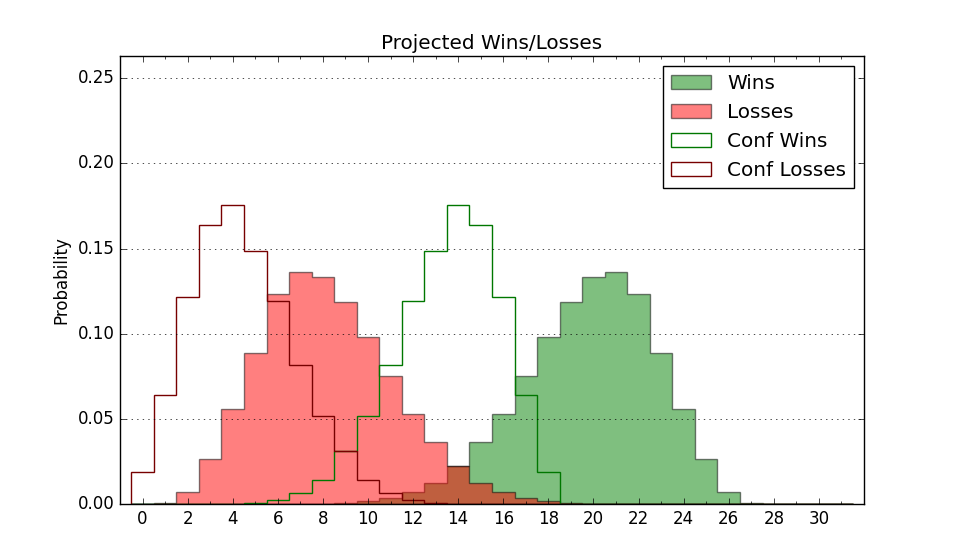 Projected Wins/Losses
Wins
Losses
Conf Wins
Conf Losses
Probability
0.25
0.20
0.15
0.10
0.05
0.00
0 2 4 6 8 10 12 14 16 18 20 22 24 26 28 30